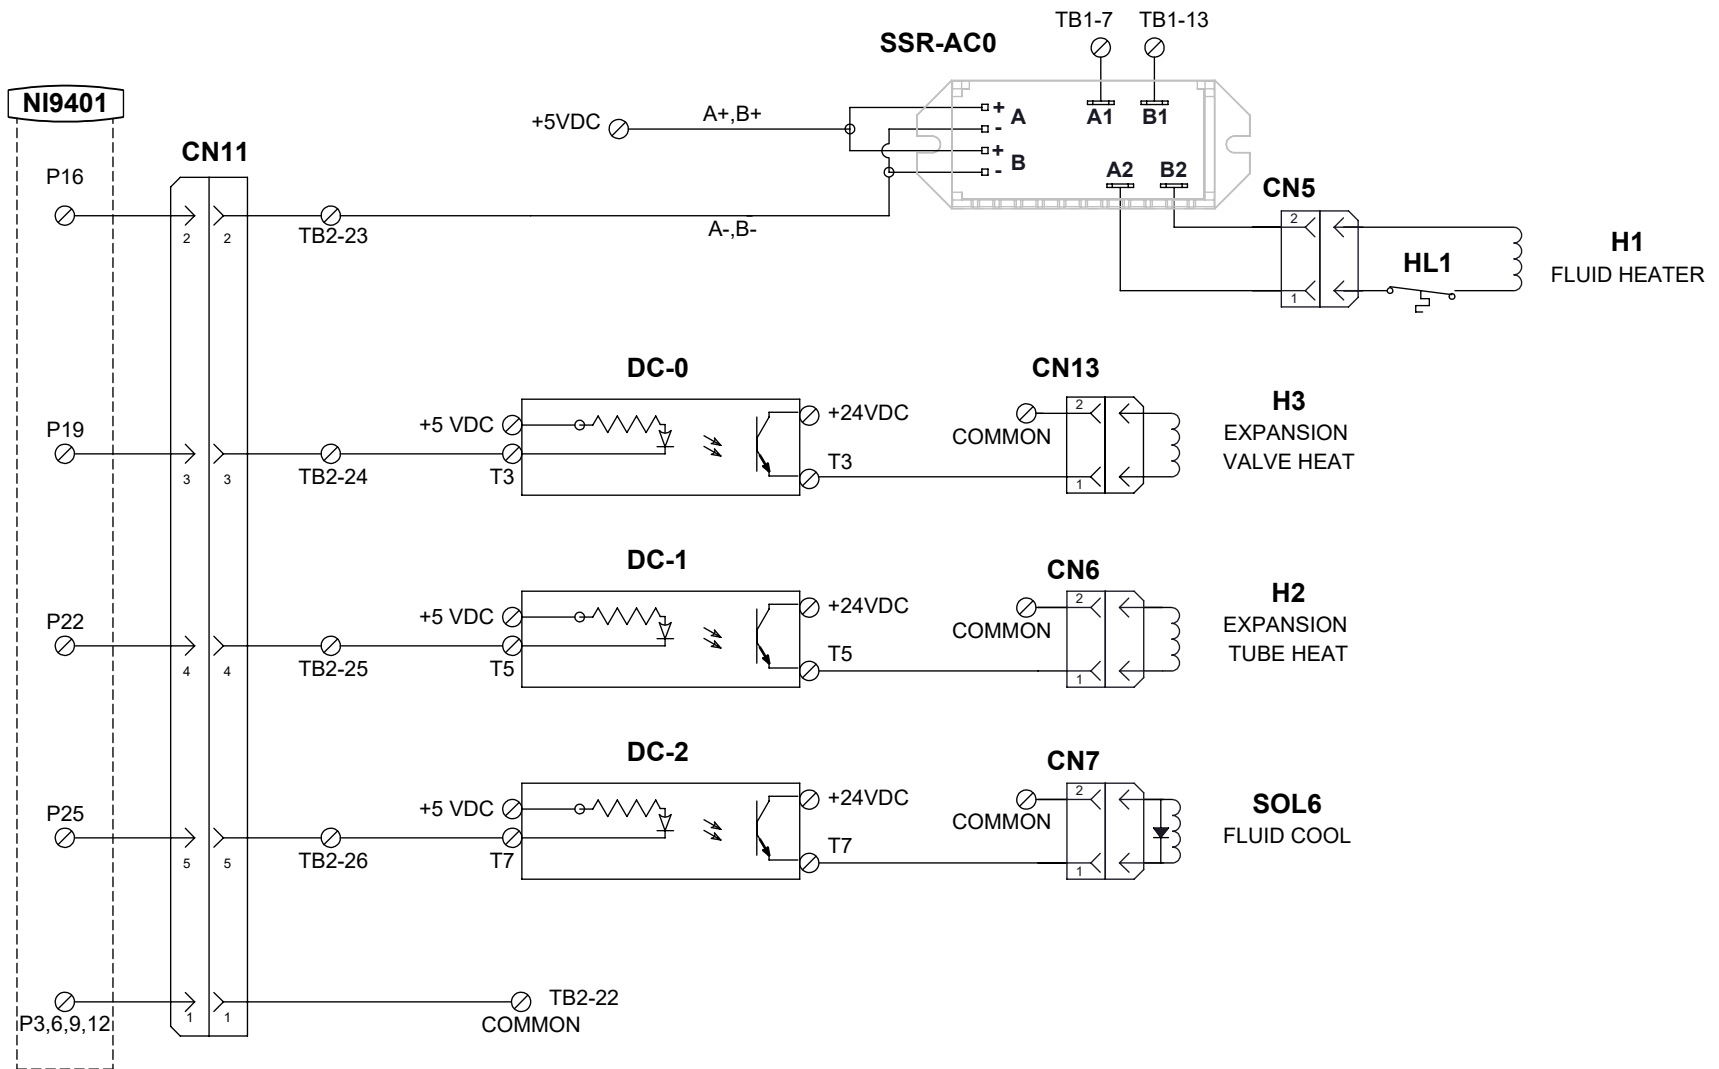 TB1-7
TB1-13
SSR-AC0
NI9401
+5VDC
A+,B+
+
A
-
+
B
-
A1
B1
A2
B2
CN11
P16
2
2
TB2-23
A-,B-
CN5
2
1
HL1
H1
FLUID HEATER
DC-0
CN13
H3
EXPANSION
VALVE HEAT
P19
3
3
TB2-24
+5 VDC
T3
+24VDC
T3
COMMON
2
1
DC-1
CN6
H2
EXPANSION
TUBE HEAT
P22
4
4
TB2-25
+5 VDC
T5
+24VDC
T5
COMMON
2
1
DC-2
CN7
SOL6
FLUID COOL
P25
5
5
TB2-26
+5 VDC
T7
+24VDC
T7
COMMON
2
1
P3,6,9,12
1
1
TB2-22
COMMON